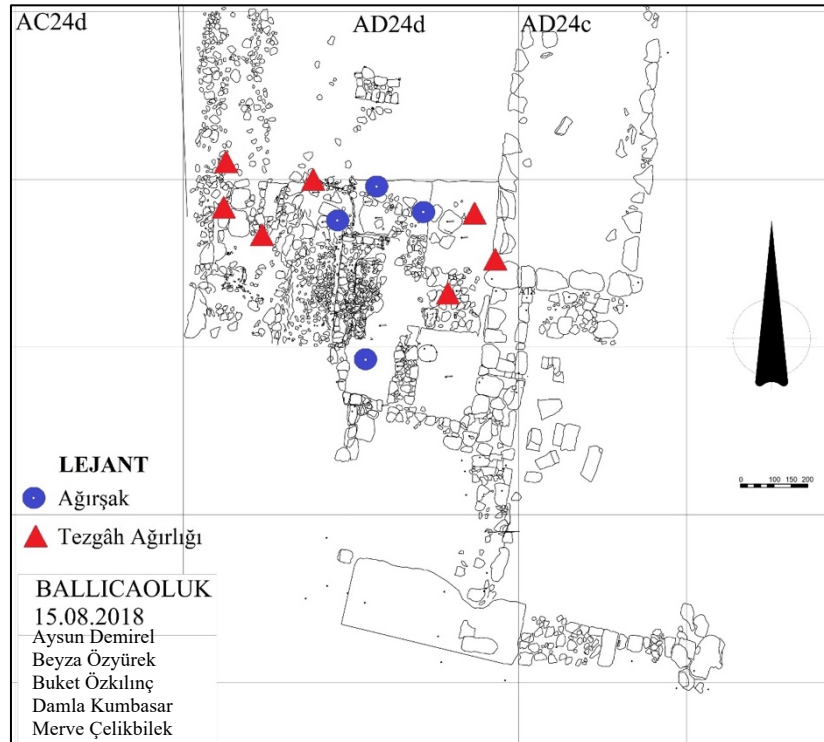 AC24d AD24d AD24c
LEJANT
Ağırşak
Tezgâh Ağırlığı
0 100 150 200
BALLICAOLUK
15.08.2018
Aysun Demirel
Beyza Özyürek
Buket Özkılınç
Damla Kumbasar
Merve Çelikbilek